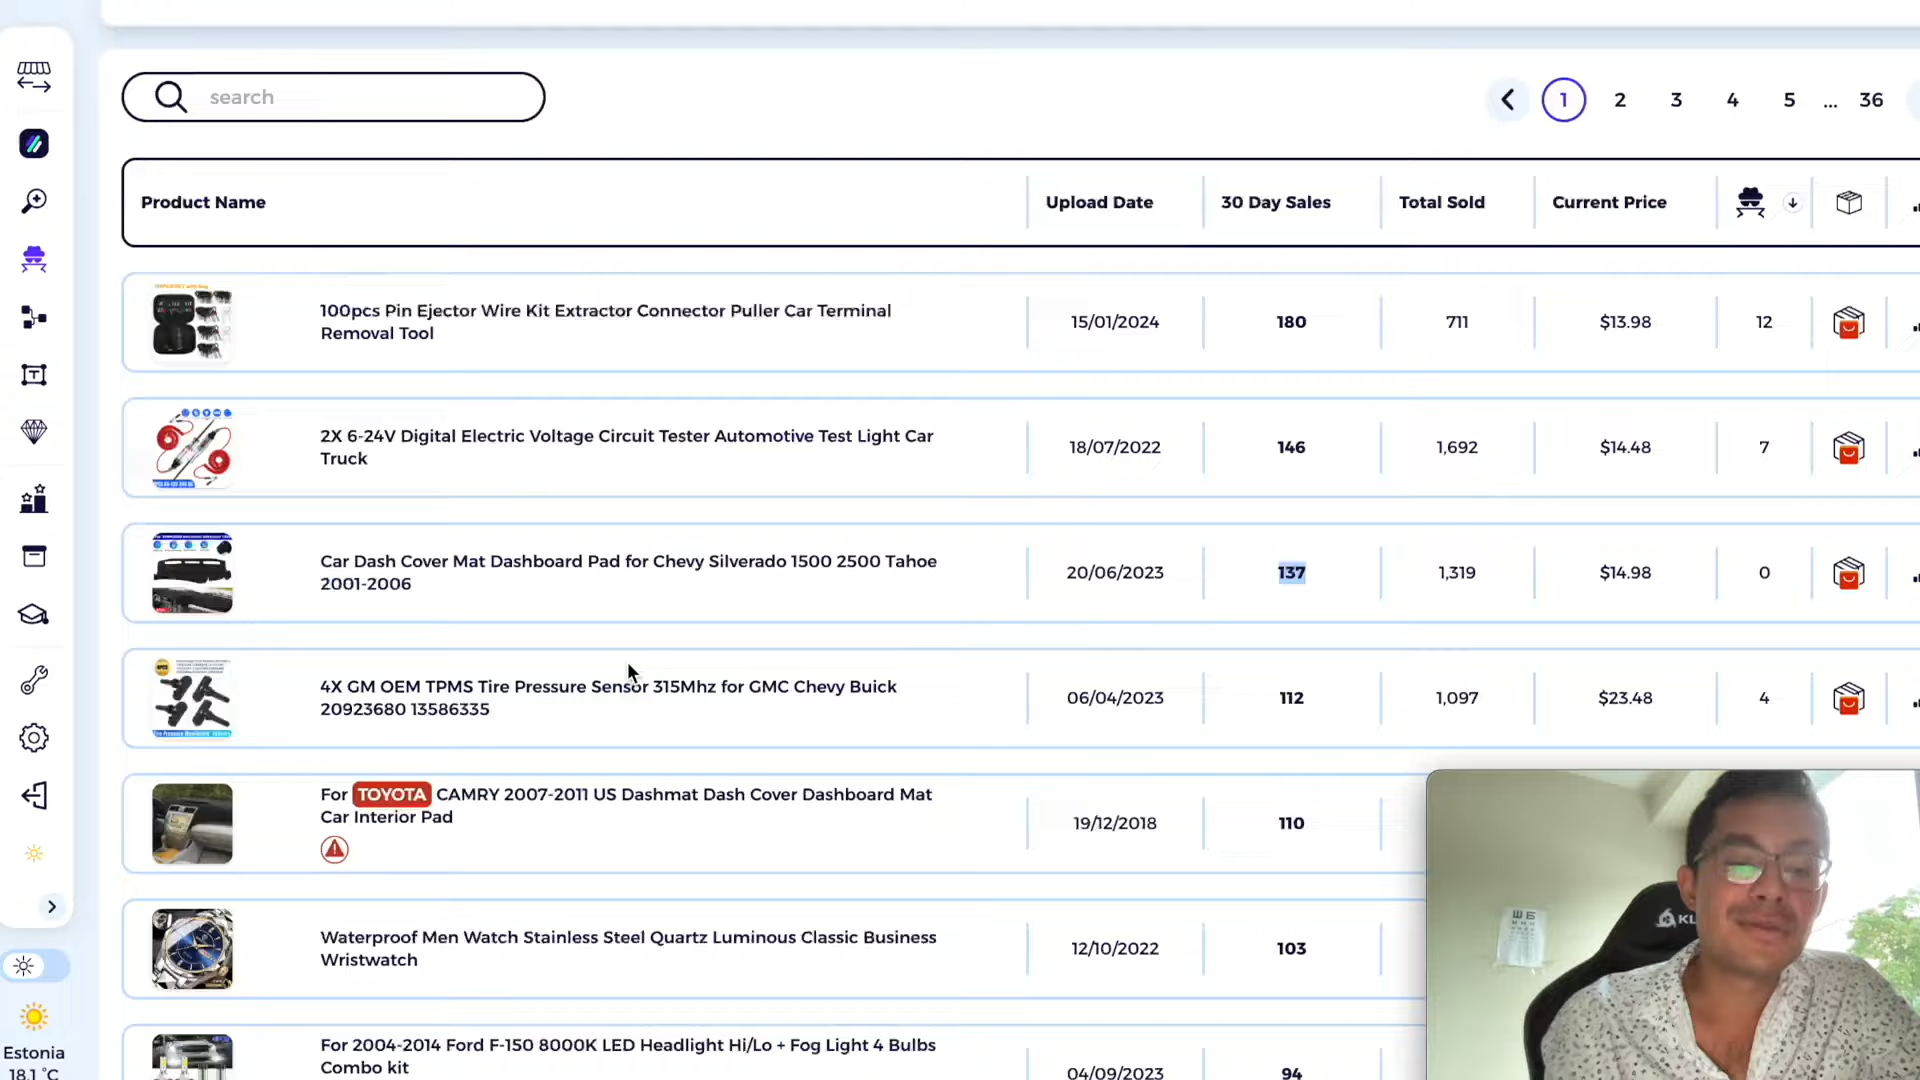 search
1 2 3 4 5 ... 36
Product Name Upload Date 30 Day Sales Total Sold Current Price
100pcs Pin Ejector Wire Kit Extractor Connector Puller Car Terminal
Removal Tool
15/01/2024 180 711 $13.98 12
2X 6-24V Digital Electric Voltage Circuit Tester Automotive Test Light Car
Truck
18/07/2022 146 1,692 $14.48 7
Car Dash Cover Mat Dashboard Pad for Chevy Silverado 1500 2500 Tahoe
2001-2006
20/06/2023 137 1,319 $14.98 0
4X GM OEM TPMS Tire Pressure Sensor 315Mhz for GMC Chevy Buick
20923680 13586335
06/04/2023 112 1,097 $23.48 4
For TOYOTA CAMRY 2007-2011 US Dashmat Dash Cover Dashboard Mat
Car Interior Pad
19/12/2018 110
Waterproof Men Watch Stainless Steel Quartz Luminous Classic Business
Wristwatch
12/10/2022 103
For 2004-2014 Ford F-150 8000K LED Headlight Hi/Lo + Fog Light 4 Bulbs
Combo kit
04/09/2023 94
Estonia
18.1 °C
ШБ